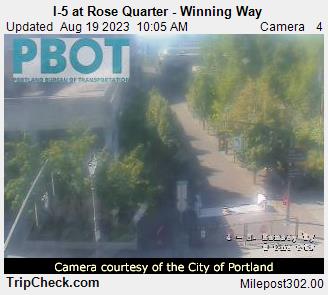 I-5 at Rose Quarter - Winning Way
Updated Aug 19 2023 10:05 AM Camera 4
PBOT
PORTLAND BUREAU OF TRANSPORTATION
Camera courtesy of the City of Portland
TripCheck.com Milepost302.00